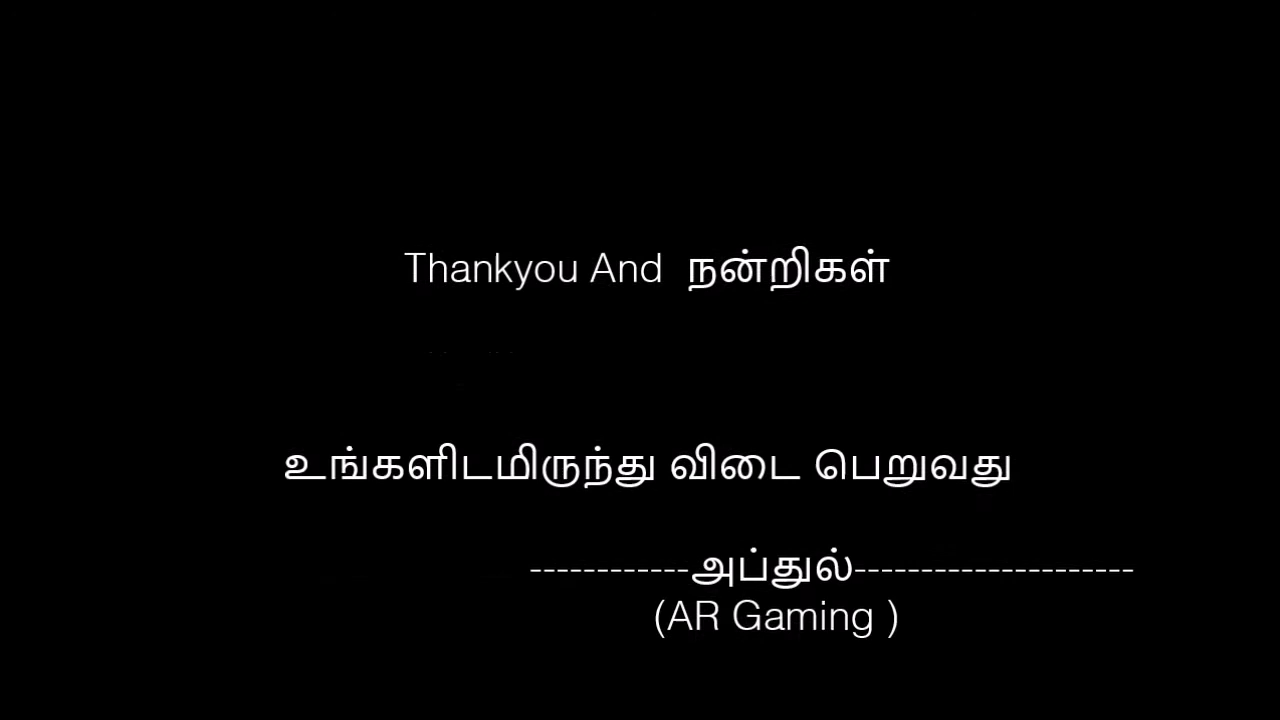 Thankyou And நன்றிகள்
உங்களிடமிருந்து விடை பெறுவது
------------அப்துல்---------------------
(AR Gaming )